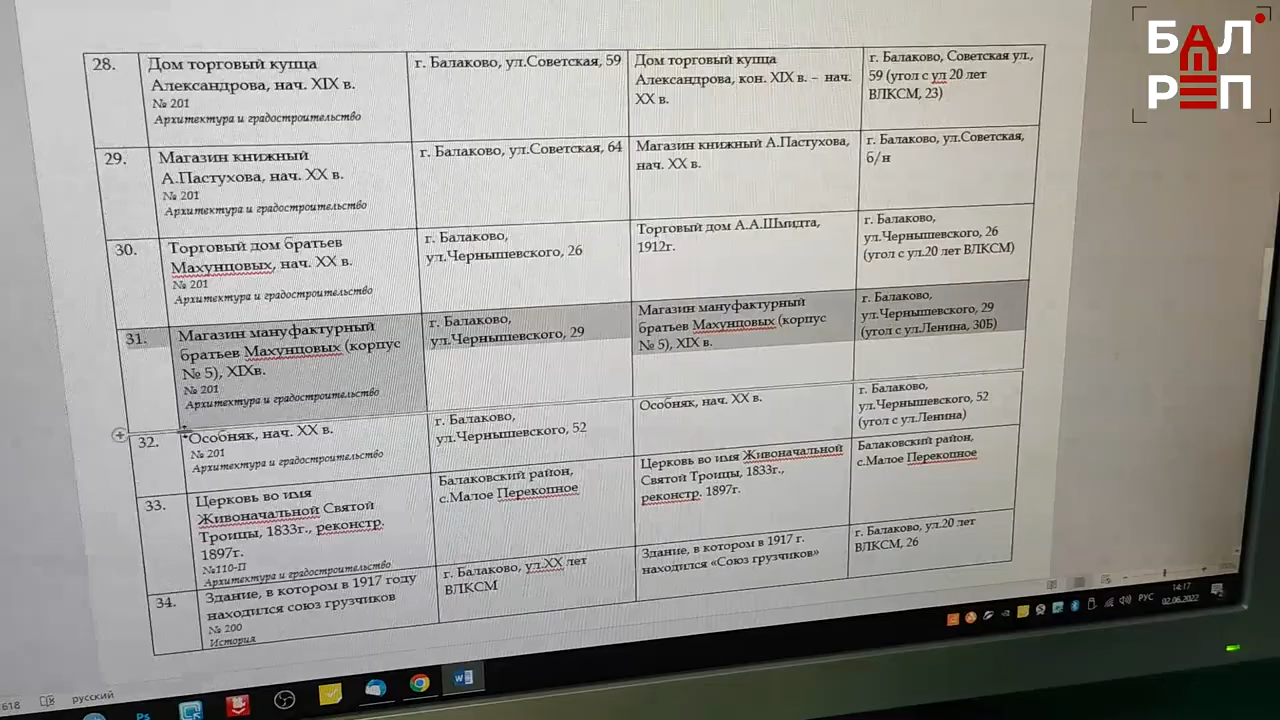 БАЛ
РЕП
28.
Дом торговый купца
Александрова, нач. XIX в.
№ 201
Архитектура и градостроительство
г. Балаково, ул.Советская, 59
Дом торговый купца
Александрова, кон. XIX в. – нач.
XX в.
г. Балаково, Советская ул.,
59 (угол с ул 20 лет
ВЛКСМ, 23)
29.
Магазин книжный
А.Пастухова, нач. XX в.
№ 201
Архитектура и градостроительство
г. Балаково, ул.Советская, 64
Магазин книжный А.Пастухова,
нач. XX в.
г. Балаково, ул.Советская,
б/н
30.
Торговый дом братьев
Махунцовых, нач. XX в.
№ 201
Архитектура и градостроительство
г. Балаково,
ул.Чернышевского, 26
Торговый дом А.А.Шмидта,
1912г.
г. Балаково,
ул.Чернышевского, 26
(угол с ул.20 лет ВЛКСМ)
31.
Магазин мануфактурный
братьев Махунцовых (корпус
№ 5), XIXв.
№ 201
Архитектура и градостроительство
г. Балаково,
ул.Чернышевского, 29
Магазин мануфактурный
братьев Махунцовых (корпус
№ 5), XIX в.
г. Балаково,
ул.Чернышевского, 29
(угол с ул.Ленина, 30Б)
32.
Особняк, нач. XX в.
№ 201
Архитектура и градостроительство
г. Балаково,
ул.Чернышевского, 52
Особняк, нач. XX в.
г. Балаково,
ул.Чернышевского, 52
(угол с ул.Ленина)
33.
Церковь во имя
Живоначальной Святой
Троицы, 1833г., реконстр.
1897г.
№110-П
Архитектура и градостроительство
Балаковский район,
с.Малое Перекопное
Церковь во имя Живоначальной
Святой Троицы, 1833г.,
реконстр. 1897г.
Балаковский район,
с.Малое Перекопное
34.
Здание, в котором в 1917 году
находился союз грузчиков
№ 200
История
г. Балаково, ул.XX лет
ВЛКСМ
Здание, в котором в 1917 г.
находился «Союз грузчиков»
г. Балаково, ул.20 лет
ВЛКСМ, 26
618
русский
Ps
РУС
14:17
02.06.2022